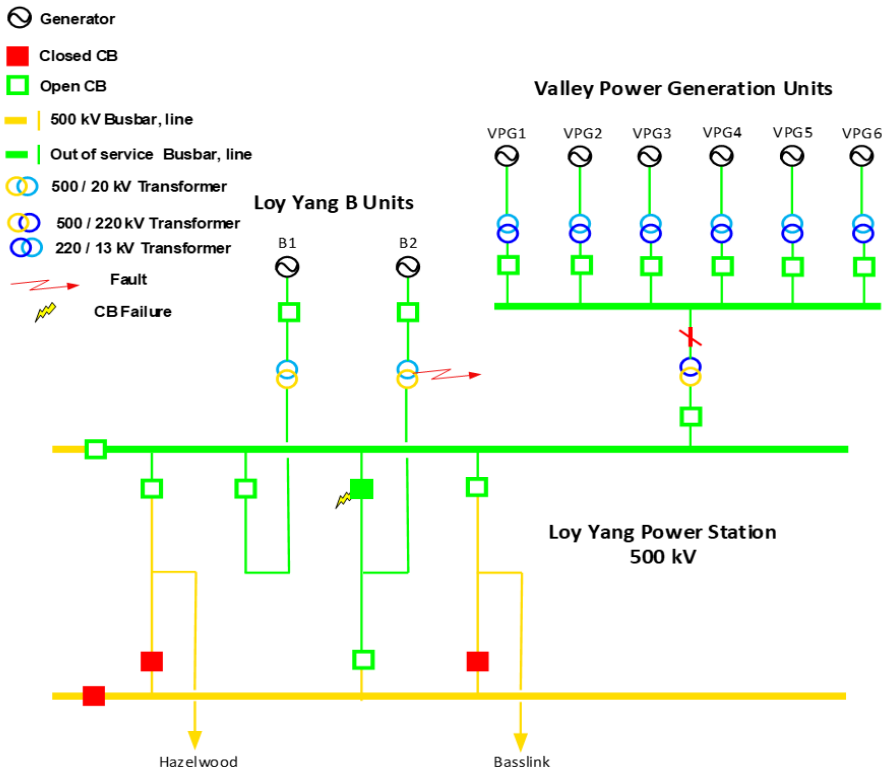 Generator
Closed CB
Open CB
500 kV Busbar, line
Out of service Busbar, line
500 / 20 kV Transformer
500 / 220 kV Transformer
220 / 13 kV Transformer
Fault
CB Failure
Valley Power Generation Units
VPG1 VPG2 VPG3 VPG4 VPG5 VPG6
Loy Yang B Units
B1 B2
Loy Yang Power Station
500 kV
Hazelwood Basslink